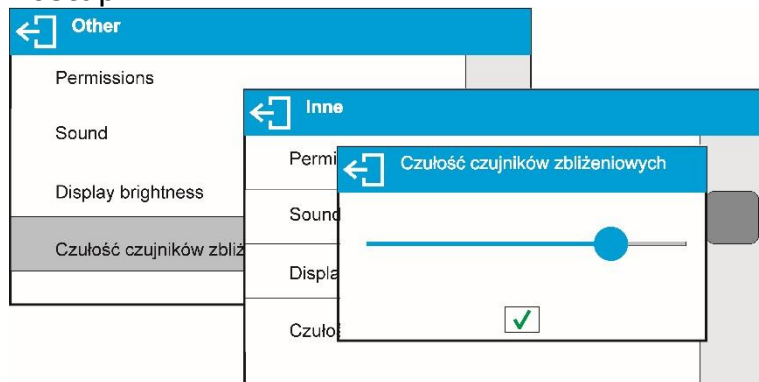 Other
Permissions
Sound
Display brightness
Czułość czujników zbliż
Inne
Permi
Sound
Displa
Czuło
Czułość czujników zbliżeniowych